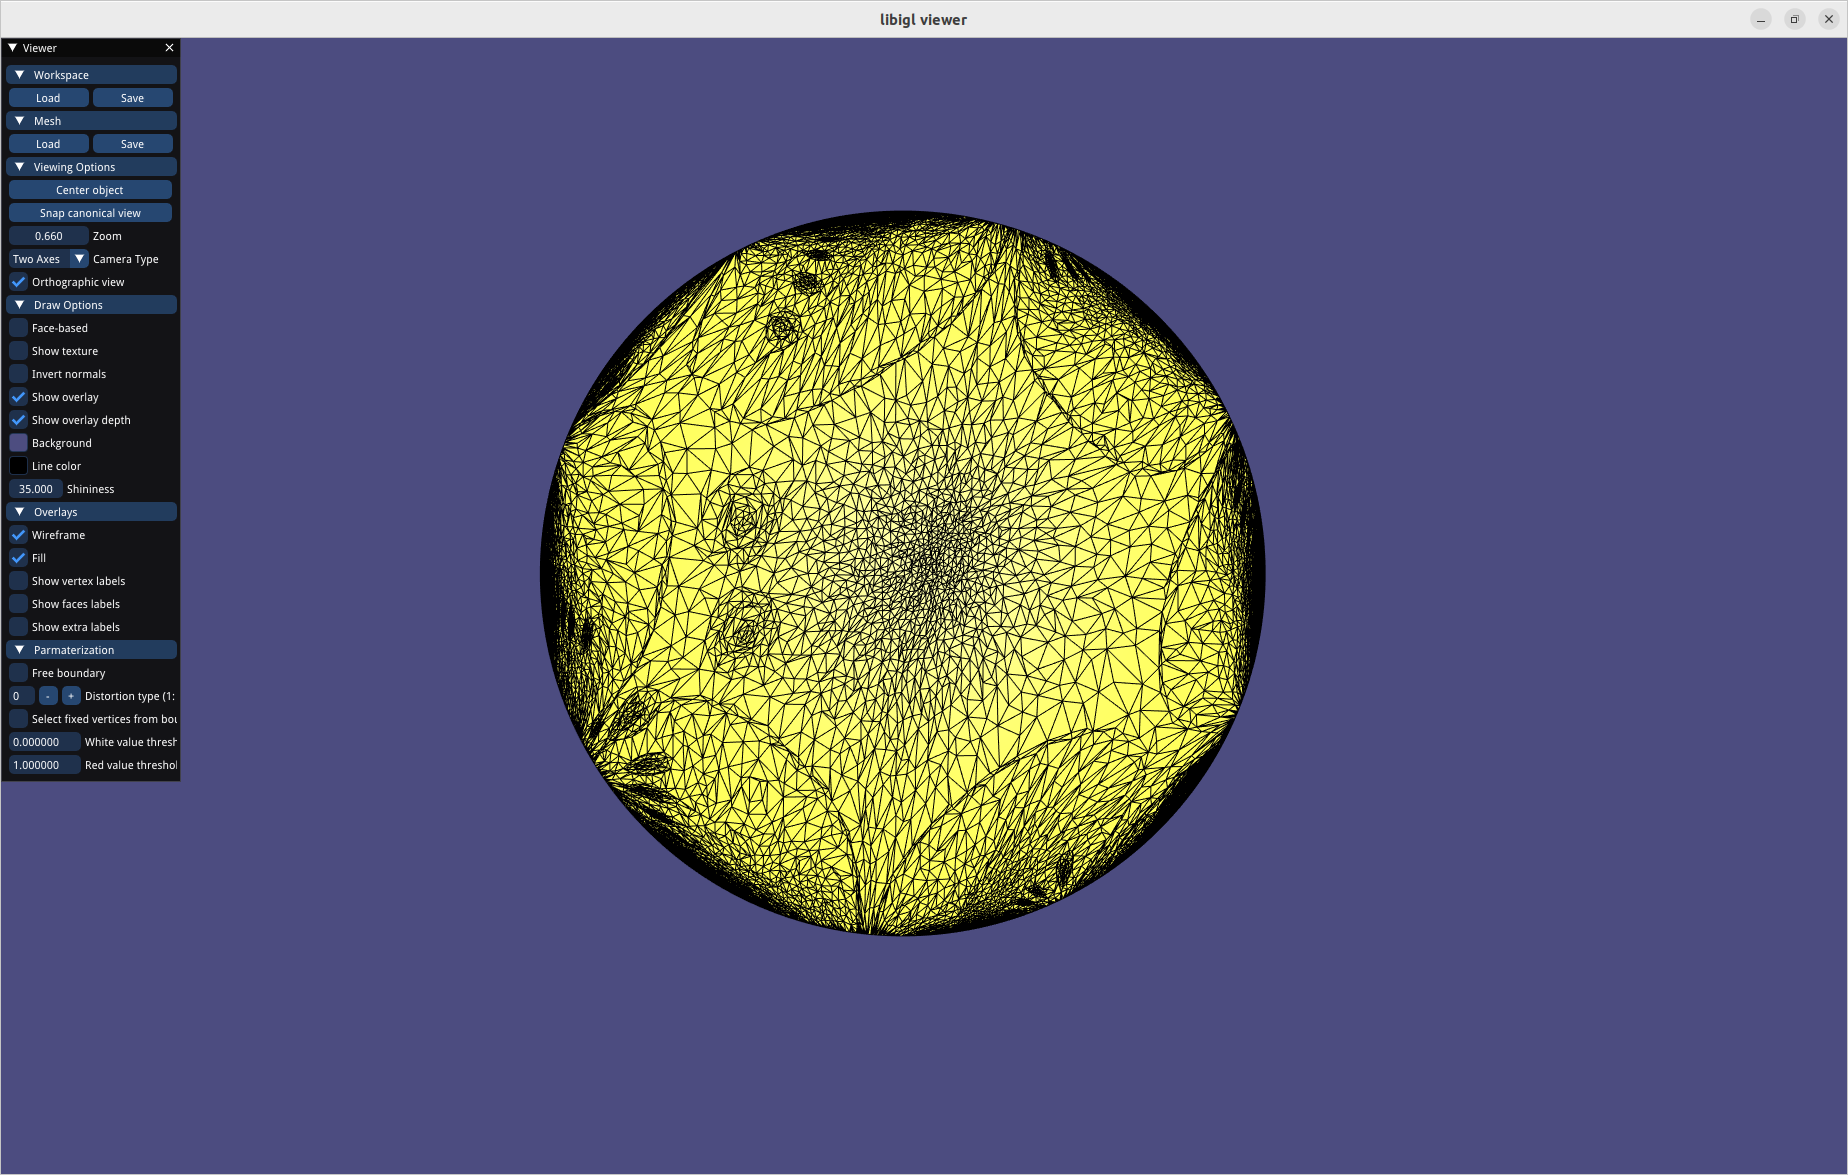 libigl viewer
Viewer
Workspace
Load Save
Mesh
Load Save
Viewing Options
Center object
Snap canonical view
0.660 Zoom
Two Axes Camera Type
Orthographic view
Draw Options
Face-based
Show texture
Invert normals
Show overlay
Show overlay depth
Background
Line color
35.000 Shininess
Overlays
Wireframe
Fill
Show vertex labels
Show faces labels
Show extra labels
Parmaterization
Free boundary
0 - + Distortion type (1:
Select fixed vertices from bou
0.000000 White value thresh
1.000000 Red value threshol